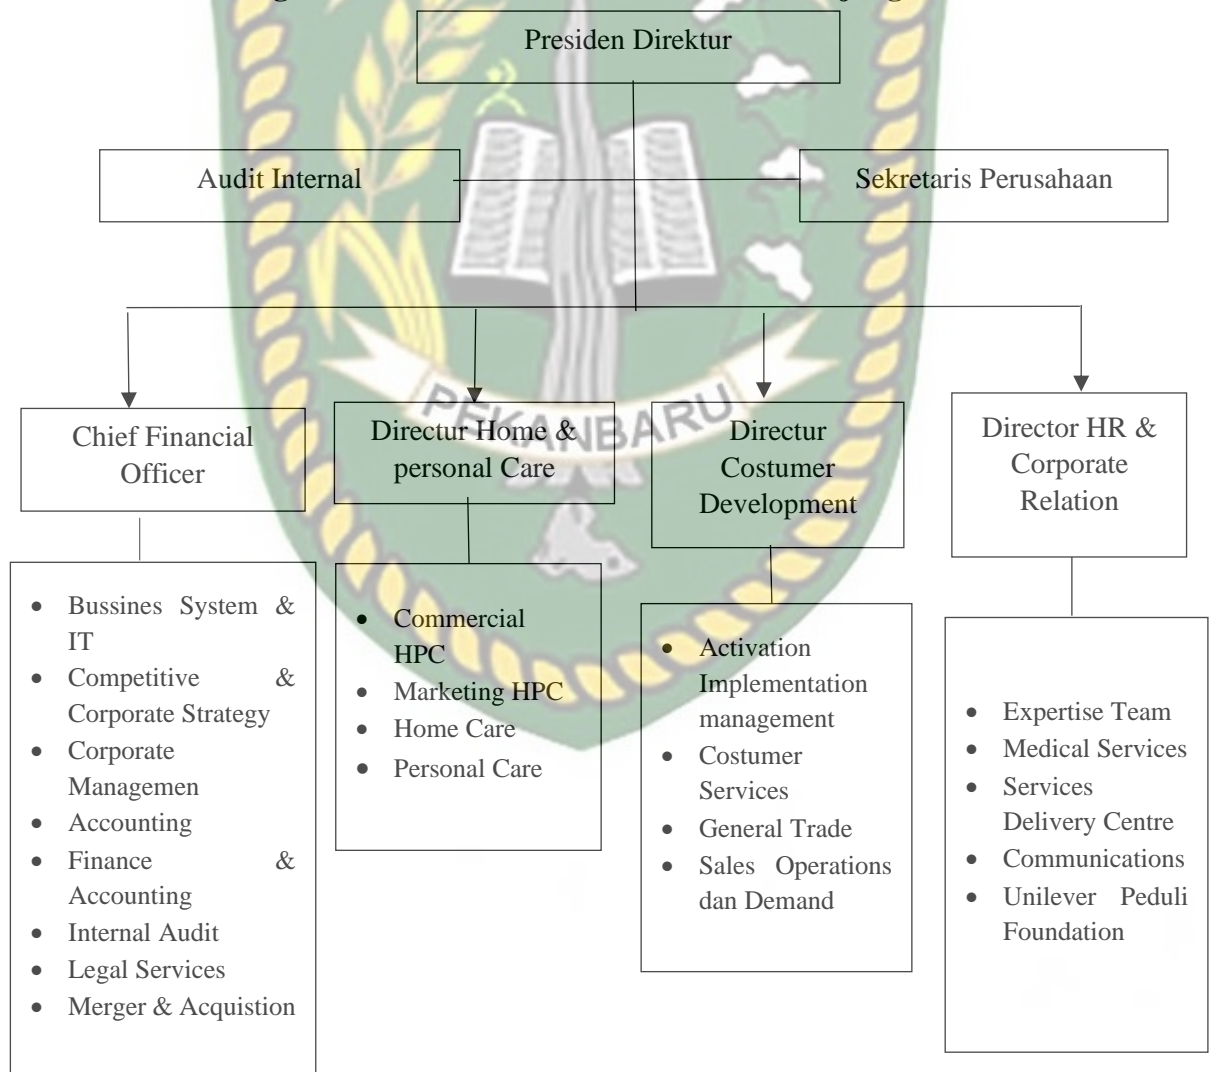 Presiden Direktur
Audit Internal
Sekretaris Perusahaan
PEKANBARU
Chief Financial
Officer
Directur Home &
personal Care
Directur
Costumer
Development
Director HR &
Corporate
Relation
• Bussines System &
IT
• Competitive &
Corporate Strategy
• Corporate
Managemen
• Accounting
• Finance &
Accounting
• Internal Audit
• Legal Services
• Merger & Acquistion
• Commercial
HPC
• Marketing HPC
• Home Care
• Personal Care
• Activation
Implementation
management
• Costumer
Services
• General Trade
• Sales Operations
dan Demand
• Expertise Team
• Medical Services
• Services
Delivery Centre
• Communications
• Unilever Peduli
Foundation